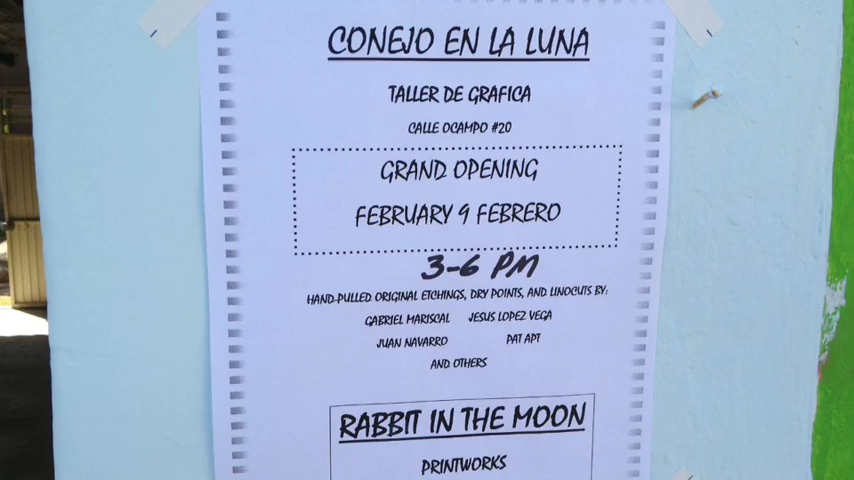 CONEJO EN LA LUNA
TALLER DE GRAFICA
CALLE OCAMPO #20
GRAND OPENING
FEBRUARY 9 FEBRERO
3-6 PM
HAND-PULLED ORIGINAL ETCHINGS, DRY POINTS, AND LINOCUTS BY:
GABRIEL MARISCAL JESUS LOPEZ VEGA
JUAN NAVARRO PAT APT
AND OTHERS
RABBIT IN THE MOON
PRINTWORKS